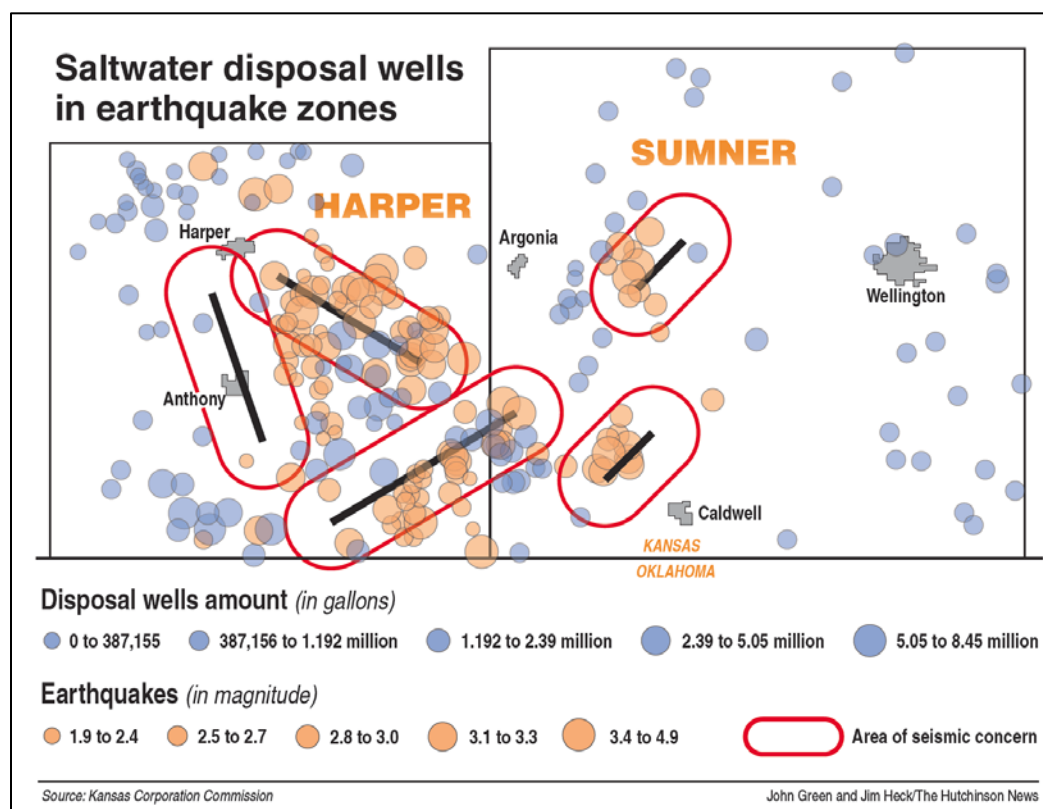 Saltwater disposal wells
in earthquake zones
SUMNER
HARPER
Harper
Argonia
Wellington
Anthony
Caldwell
KANSAS
OKLAHOMA
Disposal wells amount (in gallons)
0 to 387,155
387,156 to 1.192 million
1.192 to 2.39 million
2.39 to 5.05 million
5.05 to 8.45 million
Earthquakes (in magnitude)
1.9 to 2.4
2.5 to 2.7
2.8 to 3.0
3.1 to 3.3
3.4 to 4.9
Area of seismic concern
Source: Kansas Corporation Commission
John Green and Jim Heck/The Hutchinson News